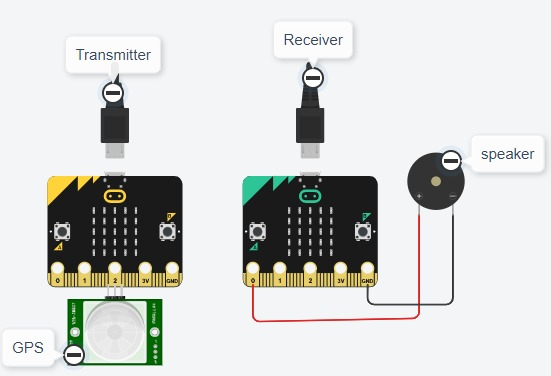 Transmitter
Receiver
speaker
0 1 2 3V GND
0 1 2 3V GND
A
B
A
B
+ -
GPS